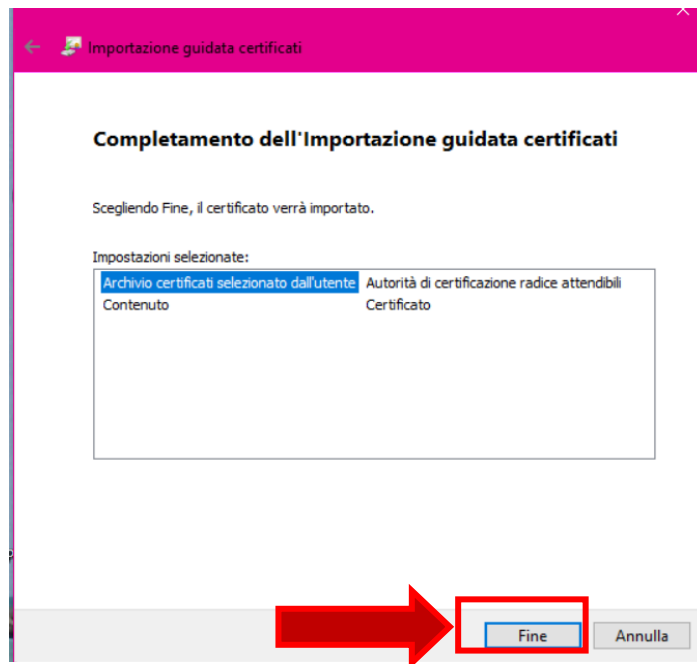 Importazione guidata certificati
Completamento dell'Importazione guidata certificati
Scegliendo Fine, il certificato verrà importato.
Impostazioni selezionate:
Archivio certificati selezionato dall'utente Autorità di certificazione radice attendibili
Contenuto Certificato
Fine Annulla